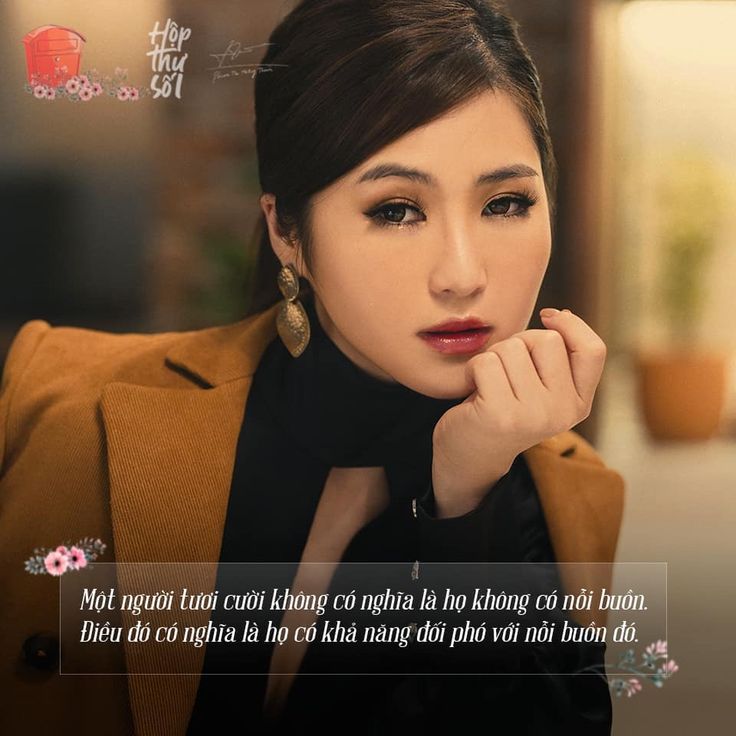 Hộp
thư
số 1
Một người tươi cười không có nghĩa là họ không có nỗi buồn.
Điều đó có nghĩa là họ có khả năng đối phó với nỗi buồn đó.